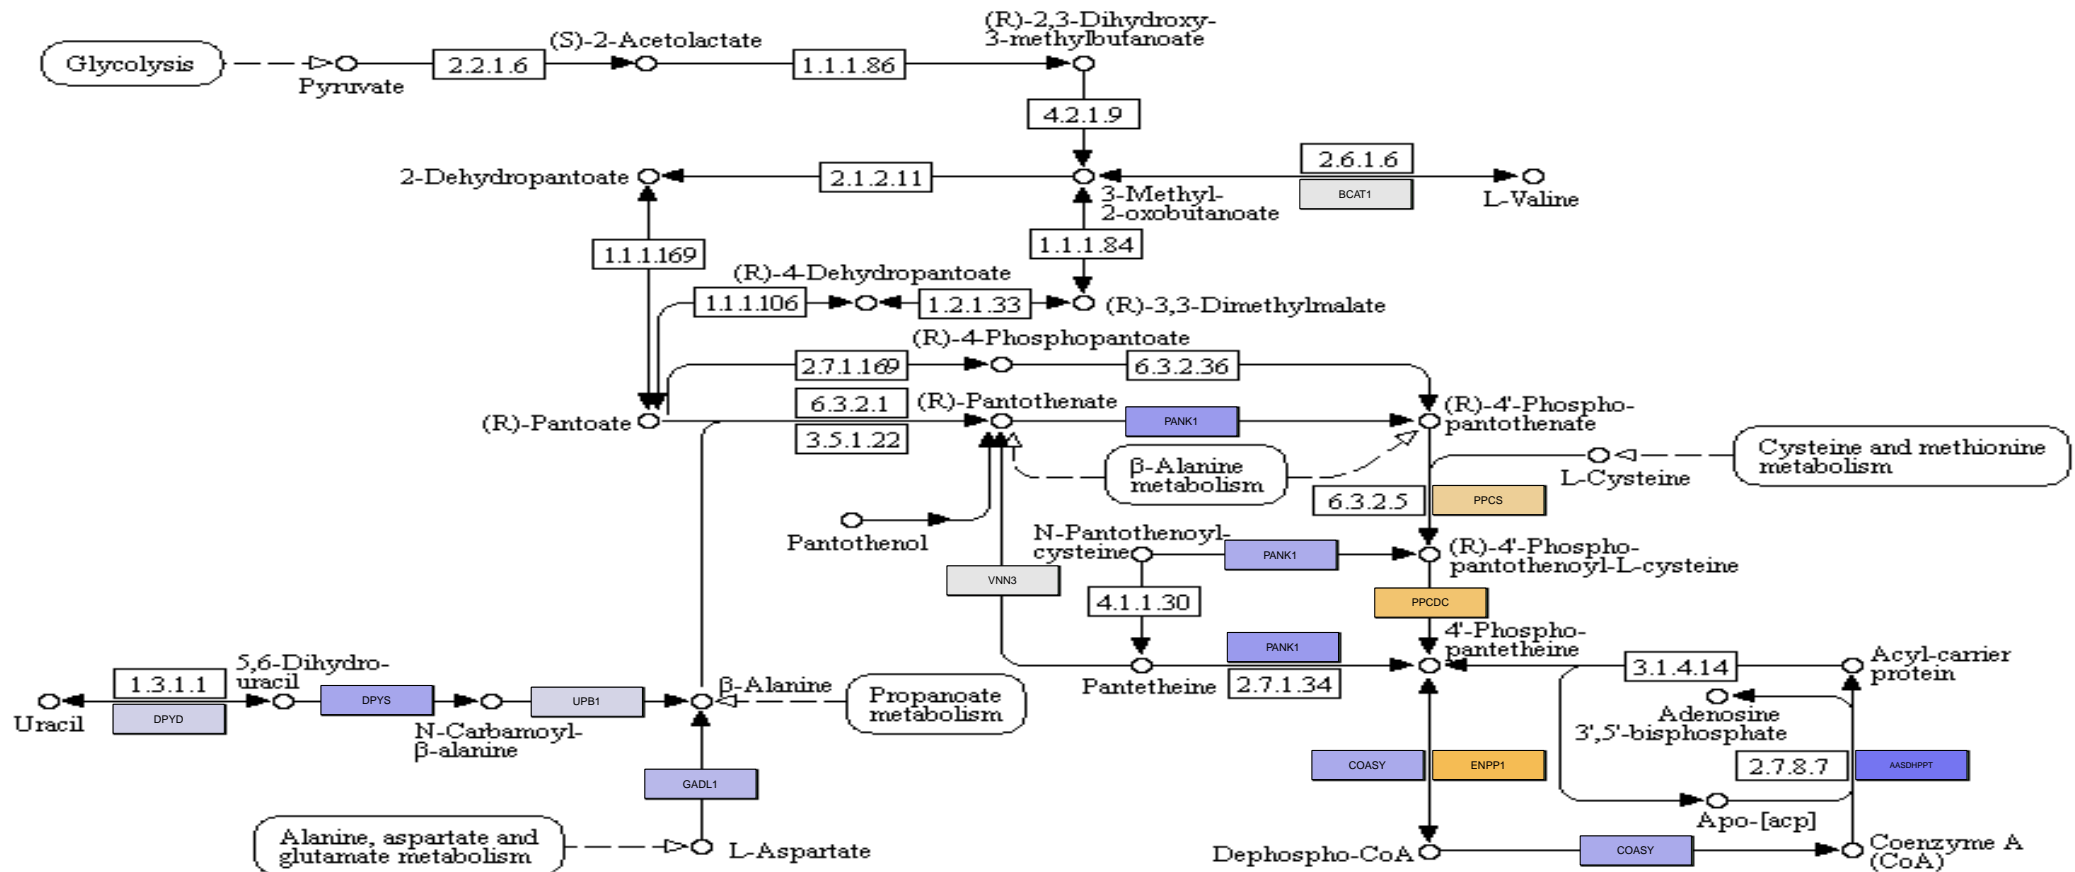 (R)-2,3-Dihydroxy-
3-methylbutanoate
(S)-2-Acetolactate
Glycolysis
Pyruvate
2.2.1.6
1.1.1.86
4.2.1.9
2-Dehydropantoate
2.1.2.11
3-Methyl-
2-oxobutanoate
2.6.1.6
BCAT1
L-Valine
1.1.1.169
1.1.1.84
(R)-4-Dehydropantoate
1.1.1.106
1.2.1.33
(R)-3,3-Dimethylmalate
(R)-4-Phosphopantoate
2.7.1.169
6.3.2.36
(R)-Pantoate
6.3.2.1
3.5.1.22
(R)-Pantothenate
PANK1
(R)-4'-Phospho-
pantothenate
β-Alanine
metabolism
Cysteine and methionine
metabolism
L-Cysteine
6.3.2.5
PPCS
Pantothenol
N-Pantothenoyl-
cysteine
PANK1
(R)-4'-Phospho-
pantothenoyl-L-cysteine
VNN3
4.1.1.30
PPCDC
4'-Phospho-
pantetheine
PANK1
2.7.1.34
Pantetheine
3.1.4.14
Acyl-carrier
protein
Uracil
1.3.1.1
DPYD
5,6-Dihydro-
uracil
DPYS
N-Carbamoyl-
β-alanine
UPB1
β-Alanine
Propanoate
metabolism
Adenosine
3',5'-bisphosphate
GADL1
COASY
ENPP1
2.7.8.7
AASDHPPT
Apo-[acp]
Alanine, aspartate and
glutamate metabolism
L-Aspartate
Dephospho-CoA
COASY
Coenzyme A
(CoA)